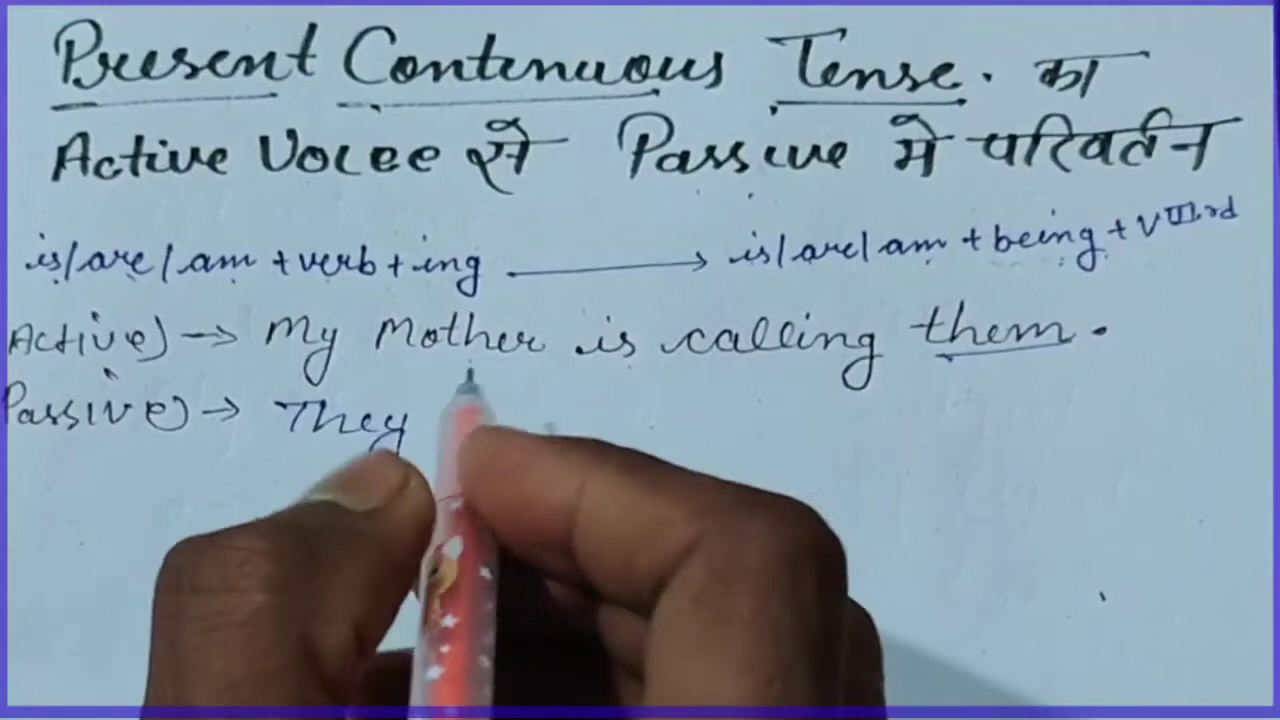 Present Continuous Tense. का
Active Voice से Passive मे परिवर्तन
is/are/am + verb + ing → is/are/am + being + V IIIrd
Active) → My Mother is calling them.
Passive) → They